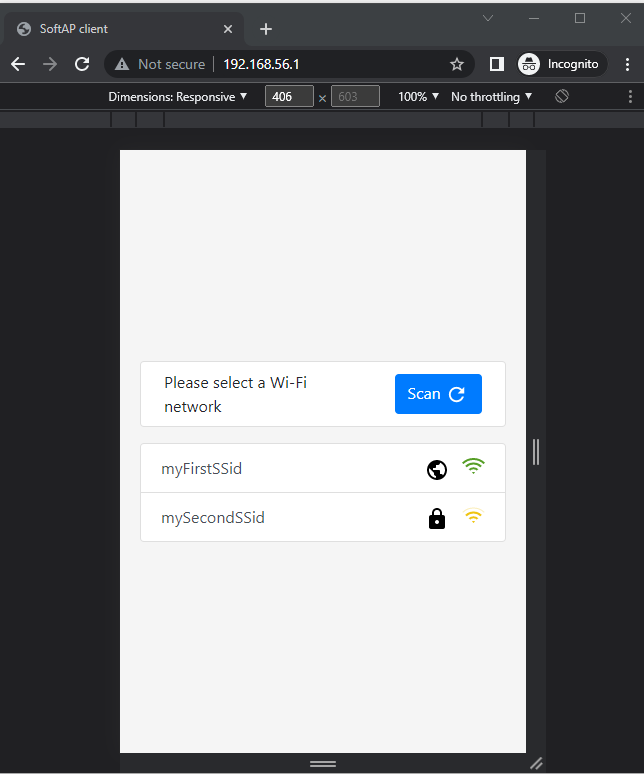 SoftAP client
Not secure 192.168.56.1 Incognito
Dimensions: Responsive 406 × 603 100% No throttling
Please select a Wi-Fi
network
Scan
myFirstSSid
mySecondSSid